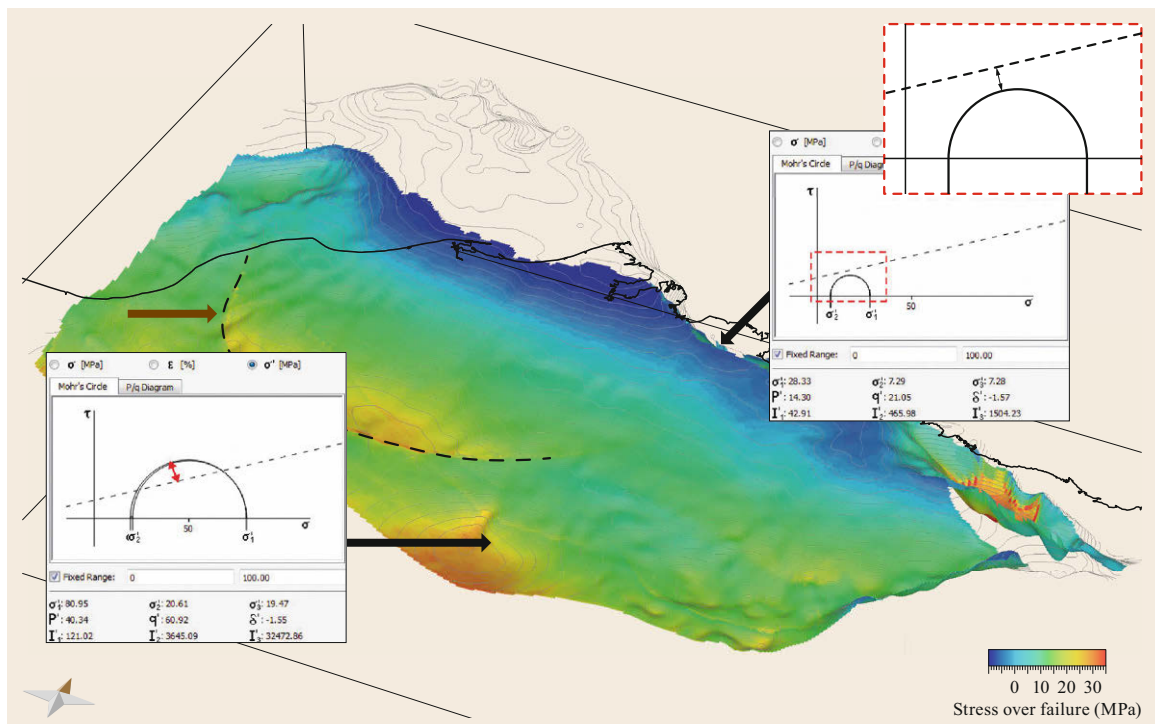 σ' [MPa]
Mohr's Circle P/q Diagr
τ
50
σ
σ'₂ σ'₁
Fixed Range: 0 100.00
σ'₁: 28.33 σ'₂: 7.29 σ'₃: 7.28
P': 14.30 q': 21.05 δ': -1.57
I'₁: 42.91 I'₂: 465.98 I'₃: 1504.23
σ' [MPa] ε [%] σ'' [MPa]
Mohr's Circle P/q Diagram
τ
50
σ
σ'₂ σ'₁
Fixed Range: 0 100.00
σ'₁: 80.95 σ'₂: 20.61 σ'₃: 19.47
P': 40.34 q': 60.92 δ': -1.55
I'₁: 121.02 I'₂: 3645.09 I'₃: 32472.86
0 10 20 30
Stress over failure (MPa)